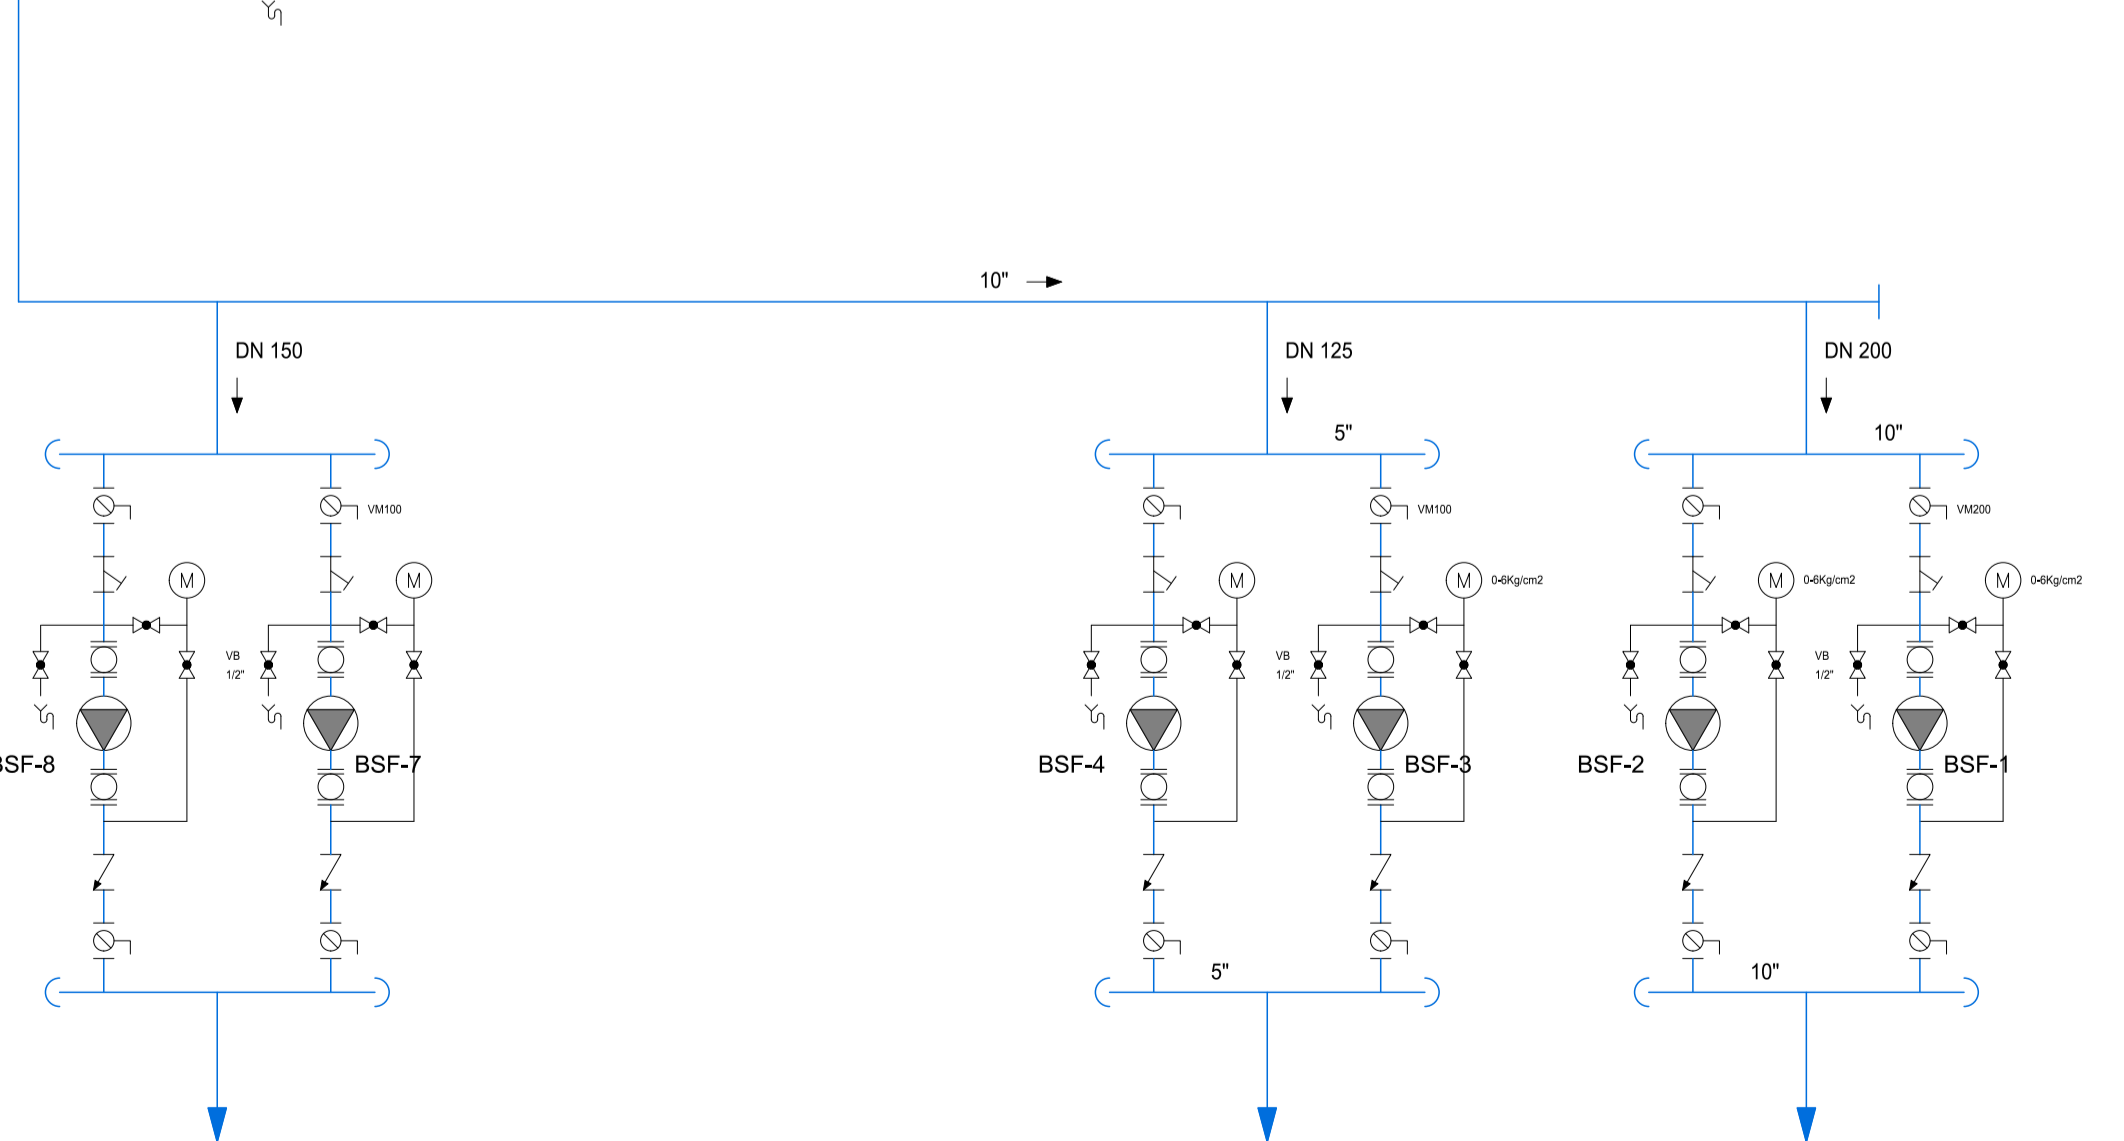 10"
DN 150
DN 125
DN 200
5"
10"
VM100
VM100
VM200
M
M
M
M 0-6Kg/cm2
M 0-6Kg/cm2
M 0-6Kg/cm2
VB
1/2"
VB
1/2"
VB
1/2"
BSF-8
BSF-7
BSF-4
BSF-3
BSF-2
BSF-1
5"
10"